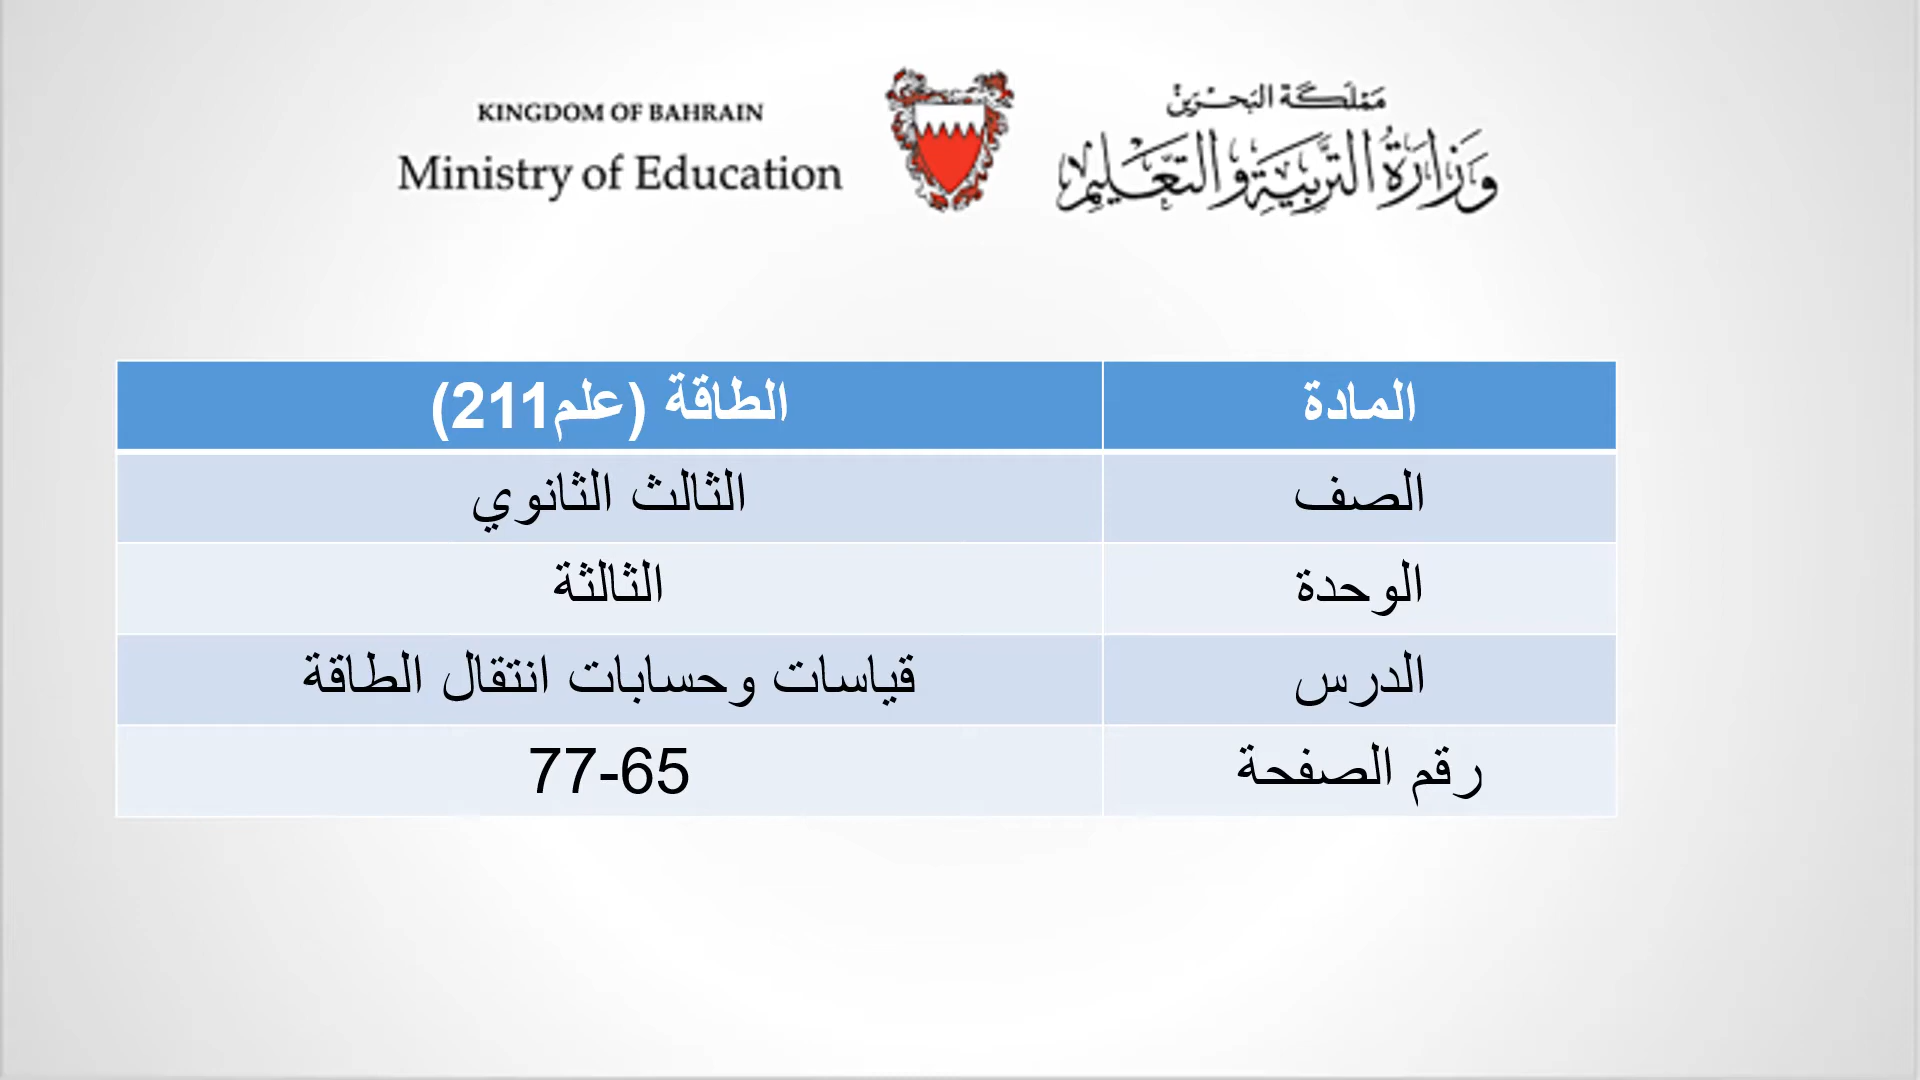 KINGDOM OF BAHRAIN
Ministry of Education
مملكة البحرين
وزارة التربية والتعليم
المادة الطاقة (علم211)
الصف الثالث الثانوي
الوحدة الثالثة
الدرس قياسات وحسابات انتقال الطاقة
رقم الصفحة 77-65